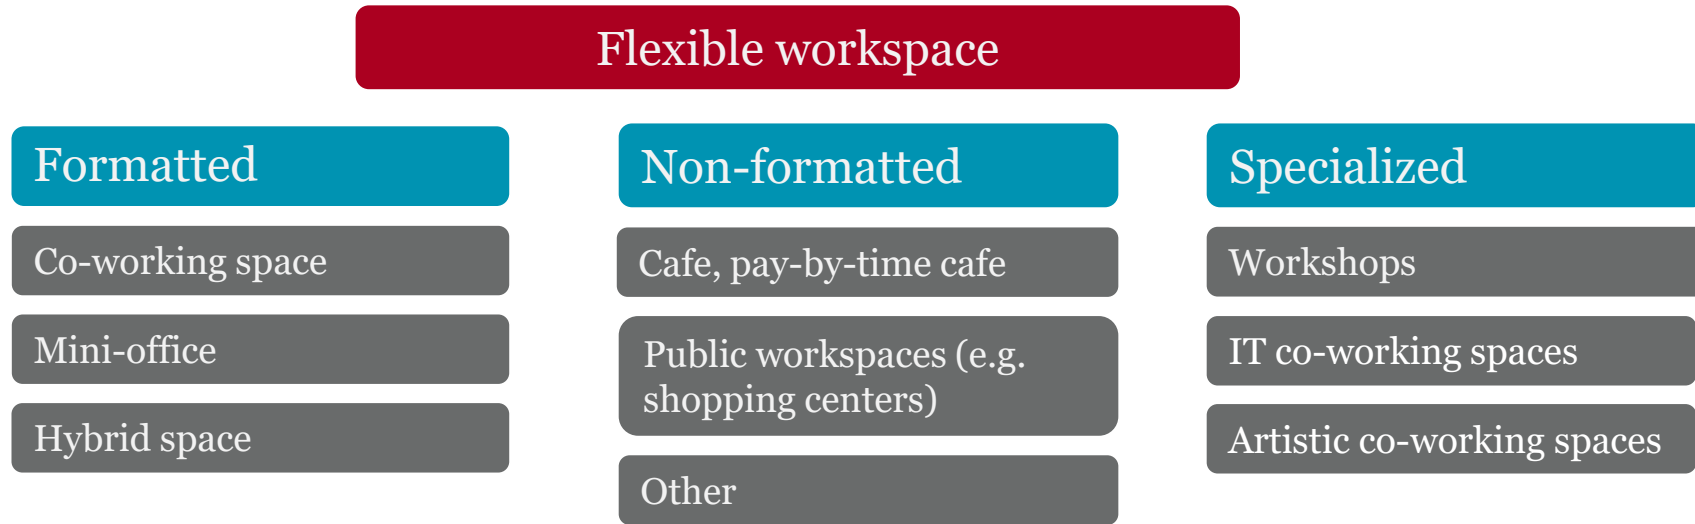 Flexible workspace
Formatted
Co-working space
Mini-office
Hybrid space
Non-formatted
Cafe, pay-by-time cafe
Public workspaces (e.g.
shopping centers)
Other
Specialized
Workshops
IT co-working spaces
Artistic co-working spaces